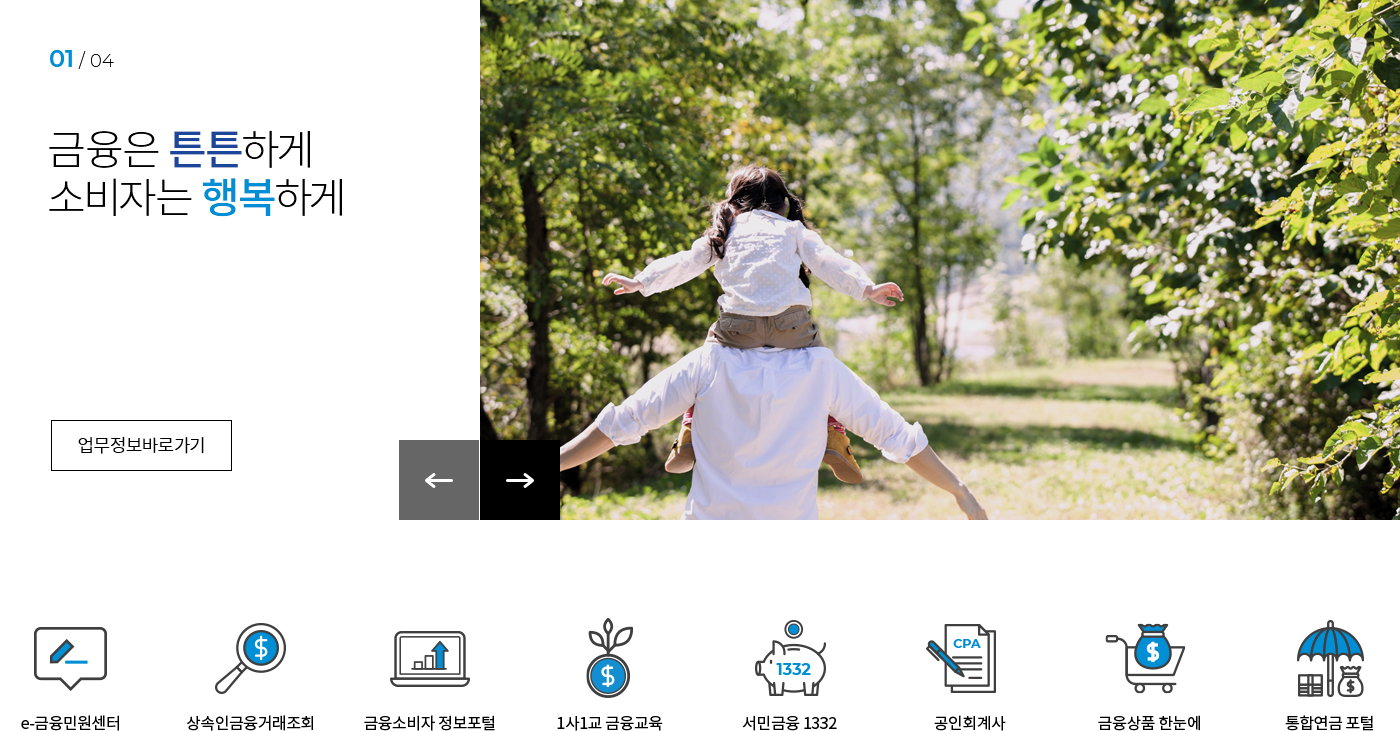 01 / 04
금융은 튼튼하게
소비자는 행복하게
업무정보바로가기
1332
CPA
e-금융민원센터
상속인금융거래조회
금융소비자 정보포털
1사1교 금융교육
서민금융 1332
공인회계사
금융상품 한눈에
통합연금 포털